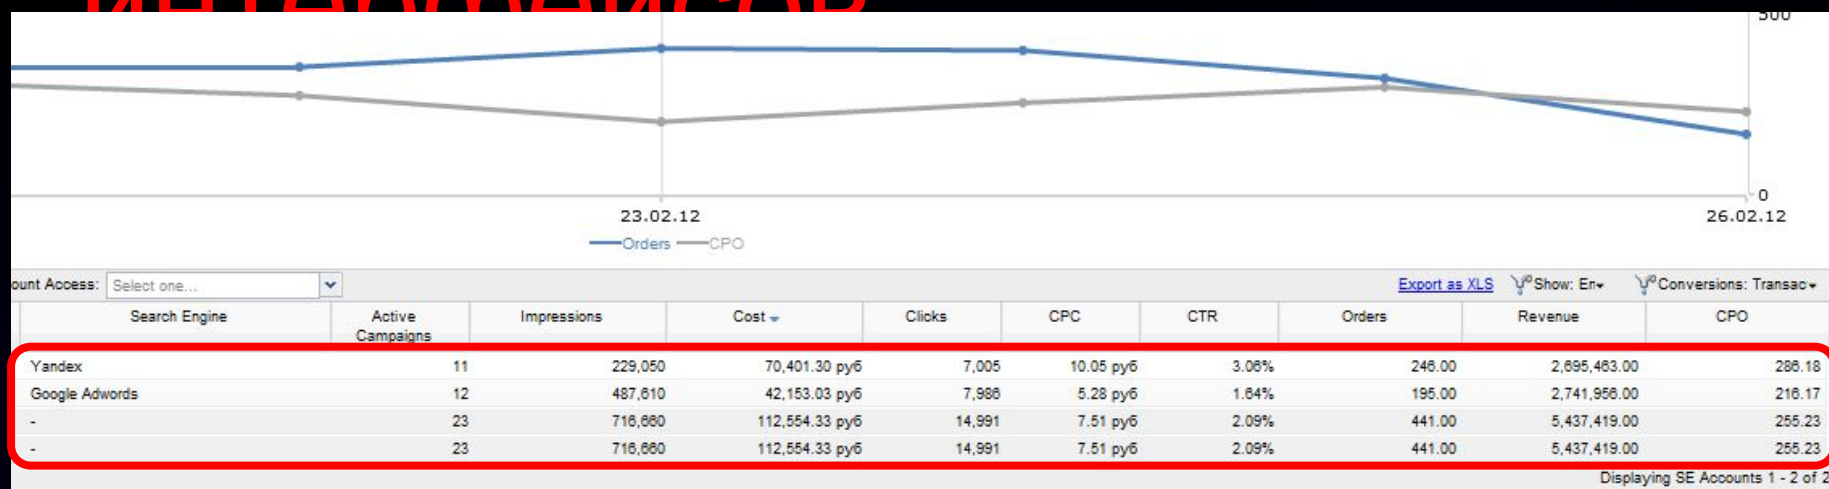 интерфейсов
500
0
23.02.12 26.02.12
Orders CPO
ount Access: Select one... Export as XLS Show: En Conversions: Transac
Search Engine Active Campaigns Impressions Cost Clicks CPC CTR Orders Revenue CPO
Yandex 11 229,050 70,401.30 руб 7,005 10.05 руб 3.06% 246.00 2,695,463.00 286.18
Google Adwords 12 487,610 42,153.03 руб 7,986 5.28 руб 1.64% 195.00 2,741,956.00 216.17
- 23 716,660 112,554.33 руб 14,991 7.51 руб 2.09% 441.00 5,437,419.00 255.23
- 23 716,660 112,554.33 руб 14,991 7.51 руб 2.09% 441.00 5,437,419.00 255.23
Displaying SE Accounts 1 - 2 of 2